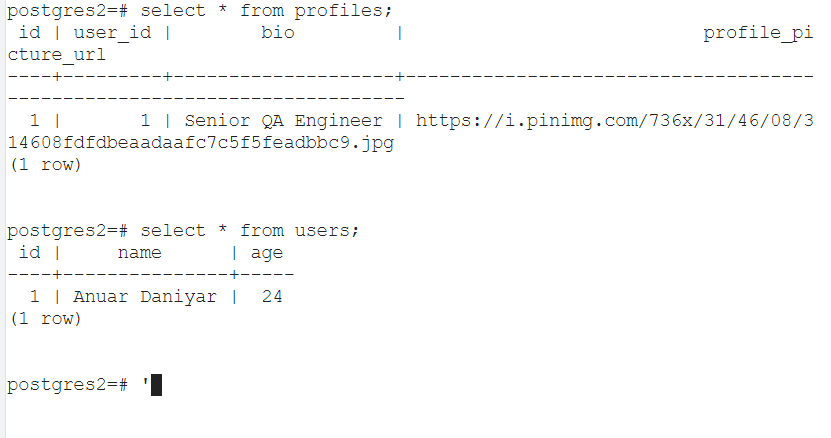 postgres2=# select * from profiles;
 id | user_id |        bio         |                           profile_pi
cture_url
----+---------+--------------------+-------------------------------------
------------------------------------
  1 |       1 | Senior QA Engineer | https://i.pinimg.com/736x/31/46/08/3
14608fdfdbeaadaafc7c5f5feadbbc9.jpg
(1 row)
postgres2=# select * from users;
 id |     name      | age
----+---------------+-----
  1 | Anuar Daniyar |  24
(1 row)
postgres2=# '